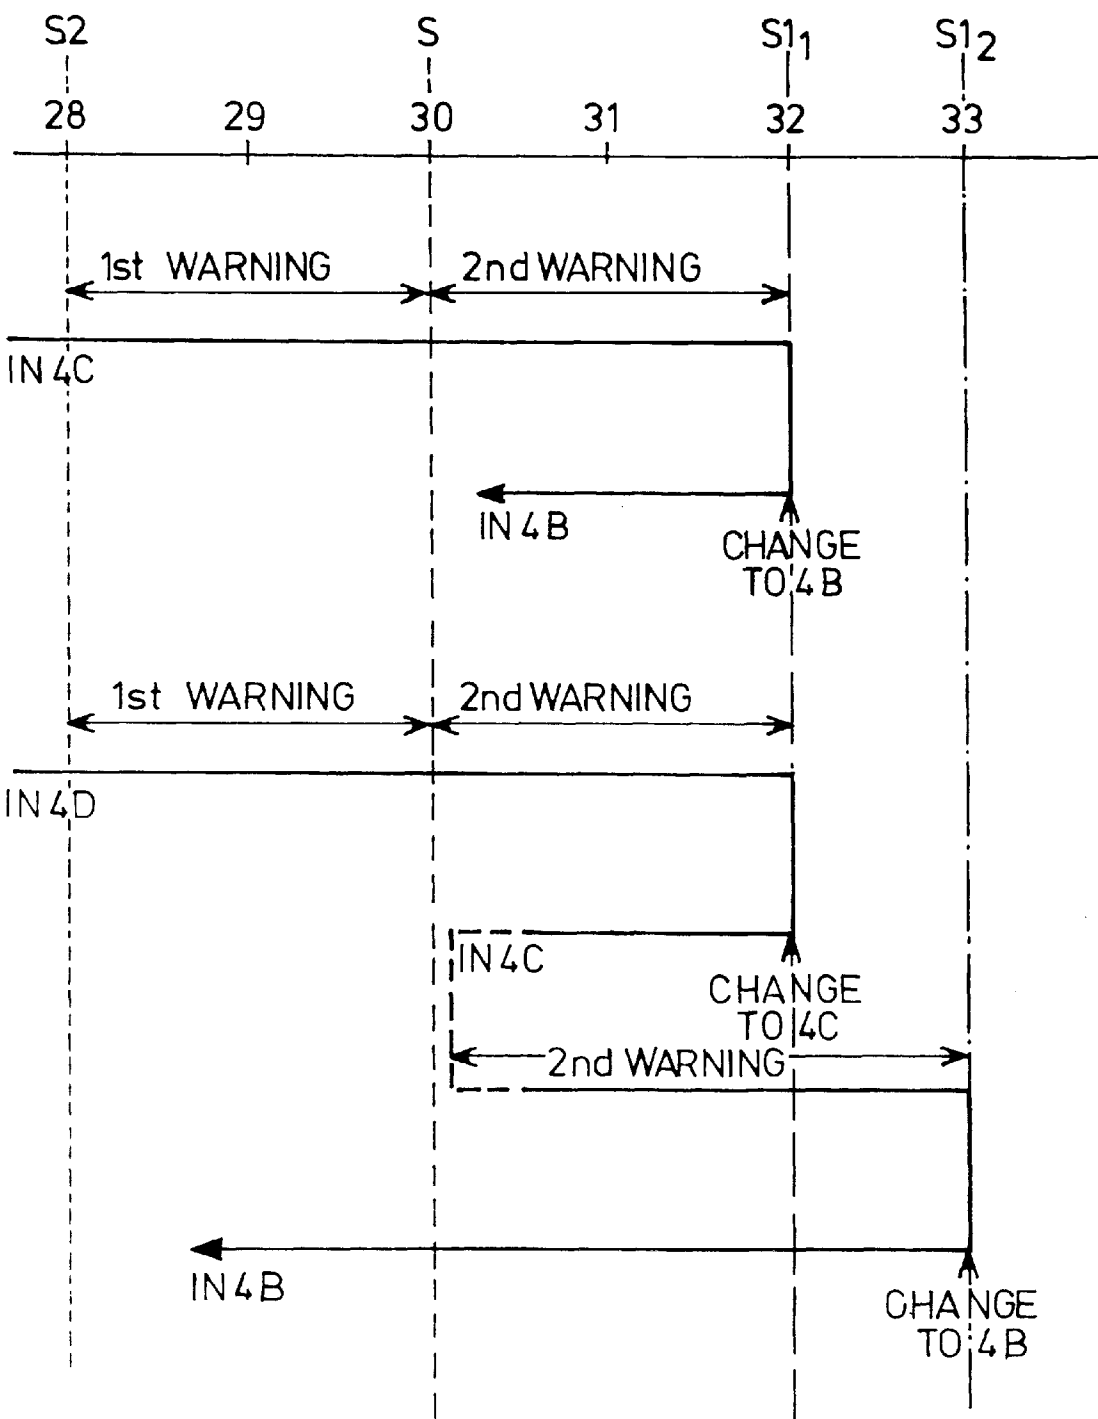 S2 S S1₁ S1₂
28 29 30 31 32 33
1st WARNING 2nd WARNING
IN 4C
IN 4B
CHANGE
TO 4B
1st WARNING 2nd WARNING
IN 4D
IN 4C
CHANGE
TO 4C
2nd WARNING
IN 4B
CHANGE
TO 4B